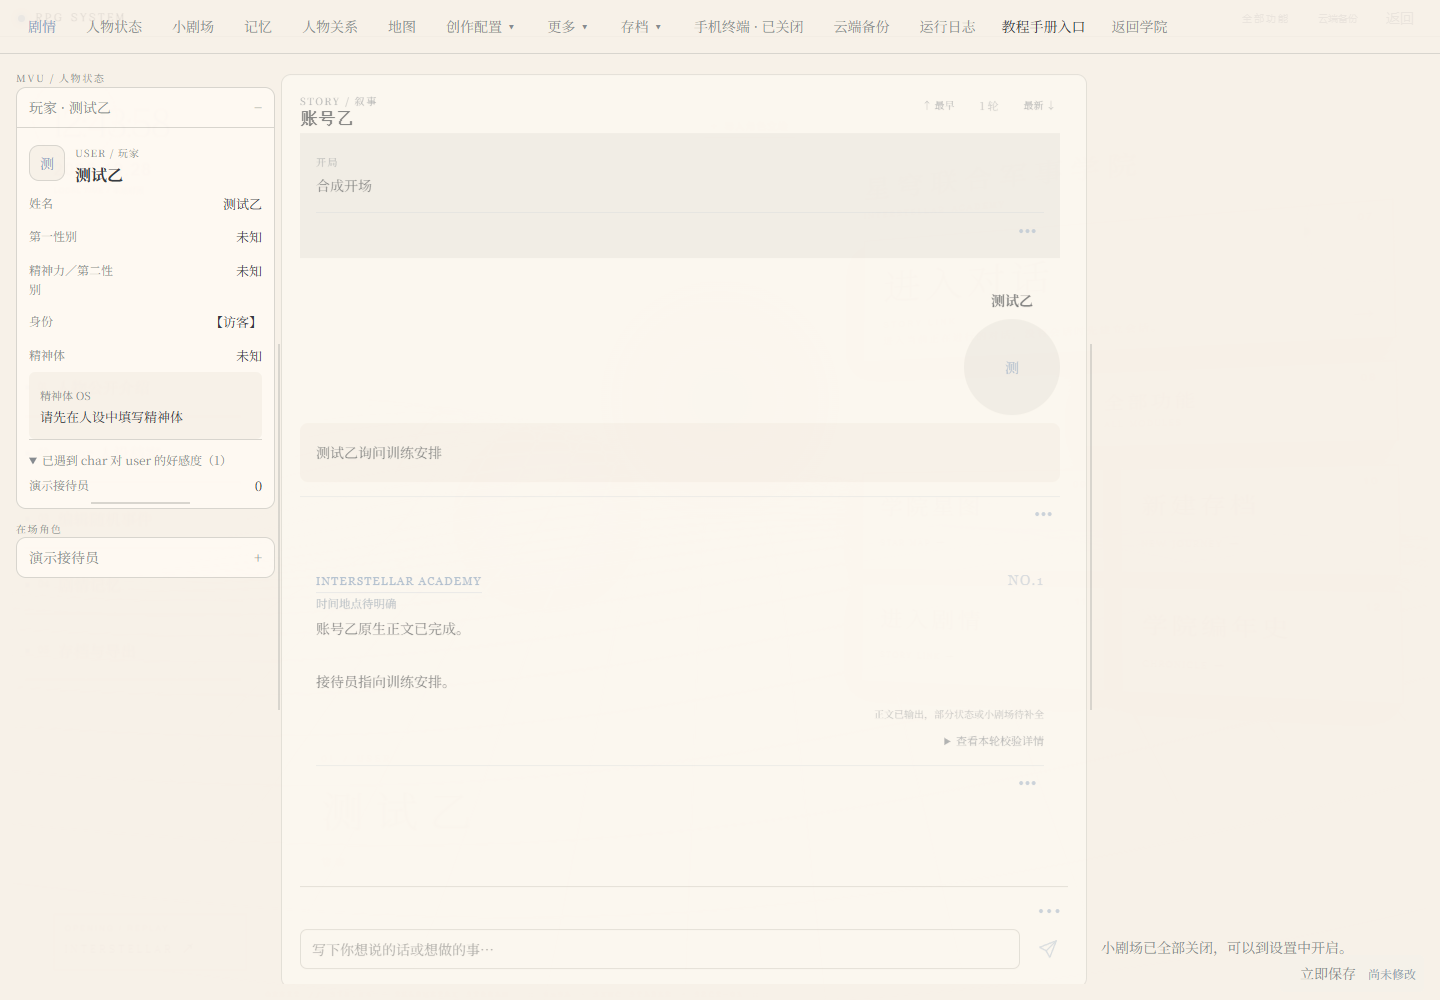 RPG SYSTEM
全部功能 云端备份 返回
剧情 人物状态 小剧场 记忆 人物关系 地图 创作配置 ▼ 更多 ▼ 存档 ▼ 手机终端 · 已关闭 云端备份 运行日志 教程手册入口 返回学院
MVU / 人物状态
玩家 · 测试乙 −
测
USER / 玩家
测试乙
姓名 测试乙
第一性别 未知
精神力／第二性
别 未知
身份 【访客】
精神体 未知
精神体 OS
请先在人设中填写精神体
▼ 已遇到 char 对 user 的好感度（1）
演示接待员 0
在场角色
演示接待员 +
STORY / 叙事
账号乙
↑ 最早 1 轮 最新 ↓
开局
合成开场
•••
测试乙
测
测试乙询问训练安排
•••
INTERSTELLAR ACADEMY NO.1
时间地点待明确
账号乙原生正文已完成。
接待员指向训练安排。
正文已输出，部分状态或小剧场待补全
▶ 查看本轮校验详情
•••
•••
写下你想说的话或想做的事…
小剧场已全部关闭，可以到设置中开启。
立即保存 尚未修改